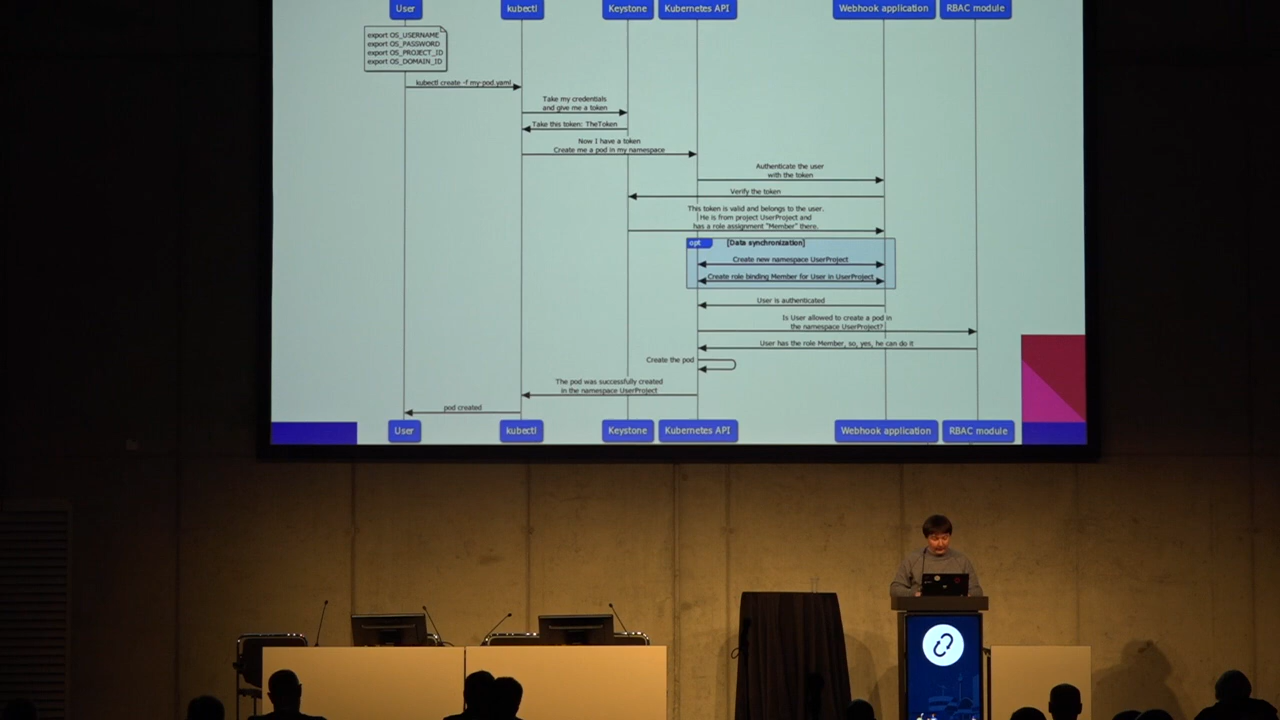 User
kubectl
Keystone
Kubernetes API
Webhook application
RBAC module
export OS_USERNAME
export OS_PASSWORD
export OS_PROJECT_ID
export OS_DOMAIN_ID
kubectl create -f my-pod.yaml
Take my credentials
and give me a token
Take this token: TheToken
Now I have a token
Create me a pod in my namespace
Authenticate the user
with the token
Verify the token
This token is valid and belongs to the user.
He is from project UserProject and
has a role assignment "Member" there.
opt
[Data synchronization]
Create new namespace UserProject
Create role binding Member for User in UserProject
User is authenticated
Is User allowed to create a pod in
the namespace UserProject?
User has the role Member, so, yes, he can do it
Create the pod
The pod was successfully created
in the namespace UserProject
pod created
User
kubectl
Keystone
Kubernetes API
Webhook application
RBAC module